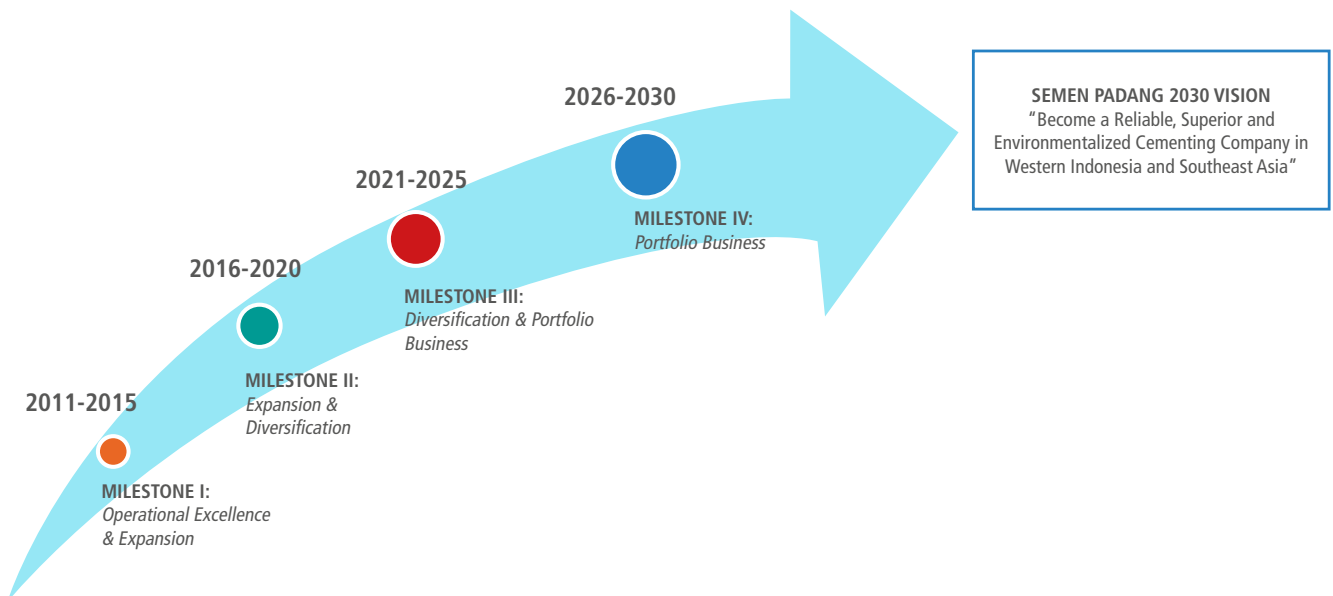 2011-2015
MILESTONE I:
Operational Excellence
& Expansion
2016-2020
MILESTONE II:
Expansion &
Diversification
2021-2025
MILESTONE III:
Diversification & Portfolio
Business
2026-2030
MILESTONE IV:
Portfolio Business
SEMEN PADANG 2030 VISION
“Become a Reliable, Superior and
Environmentalized Cementing Company in
Western Indonesia and Southeast Asia”